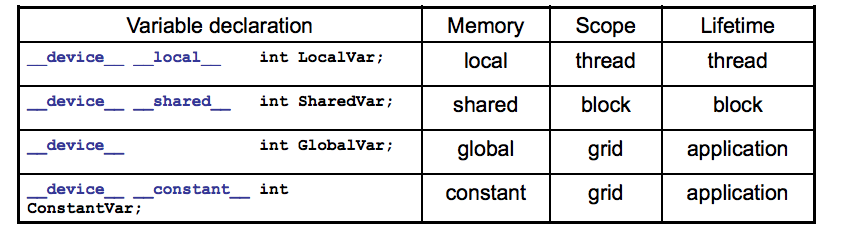 Variable declaration Memory Scope Lifetime
__device__ __local__ int LocalVar; local thread thread
__device__ __shared__ int SharedVar; shared block block
__device__ int GlobalVar; global grid application
__device__ __constant__ int constant grid application
ConstantVar;